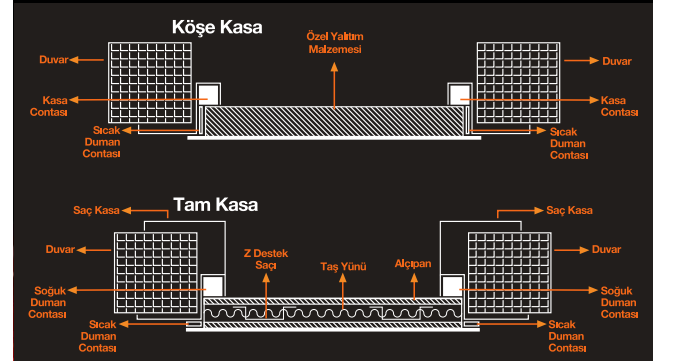 Köşe Kasa
Özel Yalıtım
Malzemesi
Duvar
Duvar
Kasa
Contası
Kasa
Contası
Sıcak
Duman
Contası
Sıcak
Duman
Contası
Tam Kasa
Saç Kasa
Saç Kasa
Duvar
Z Destek
Saçı
Taş Yünü
Alçıpan
Duvar
Soğuk
Duman
Contası
Soğuk
Duman
Contası
Sıcak
Duman
Contası
Sıcak
Duman
Contası